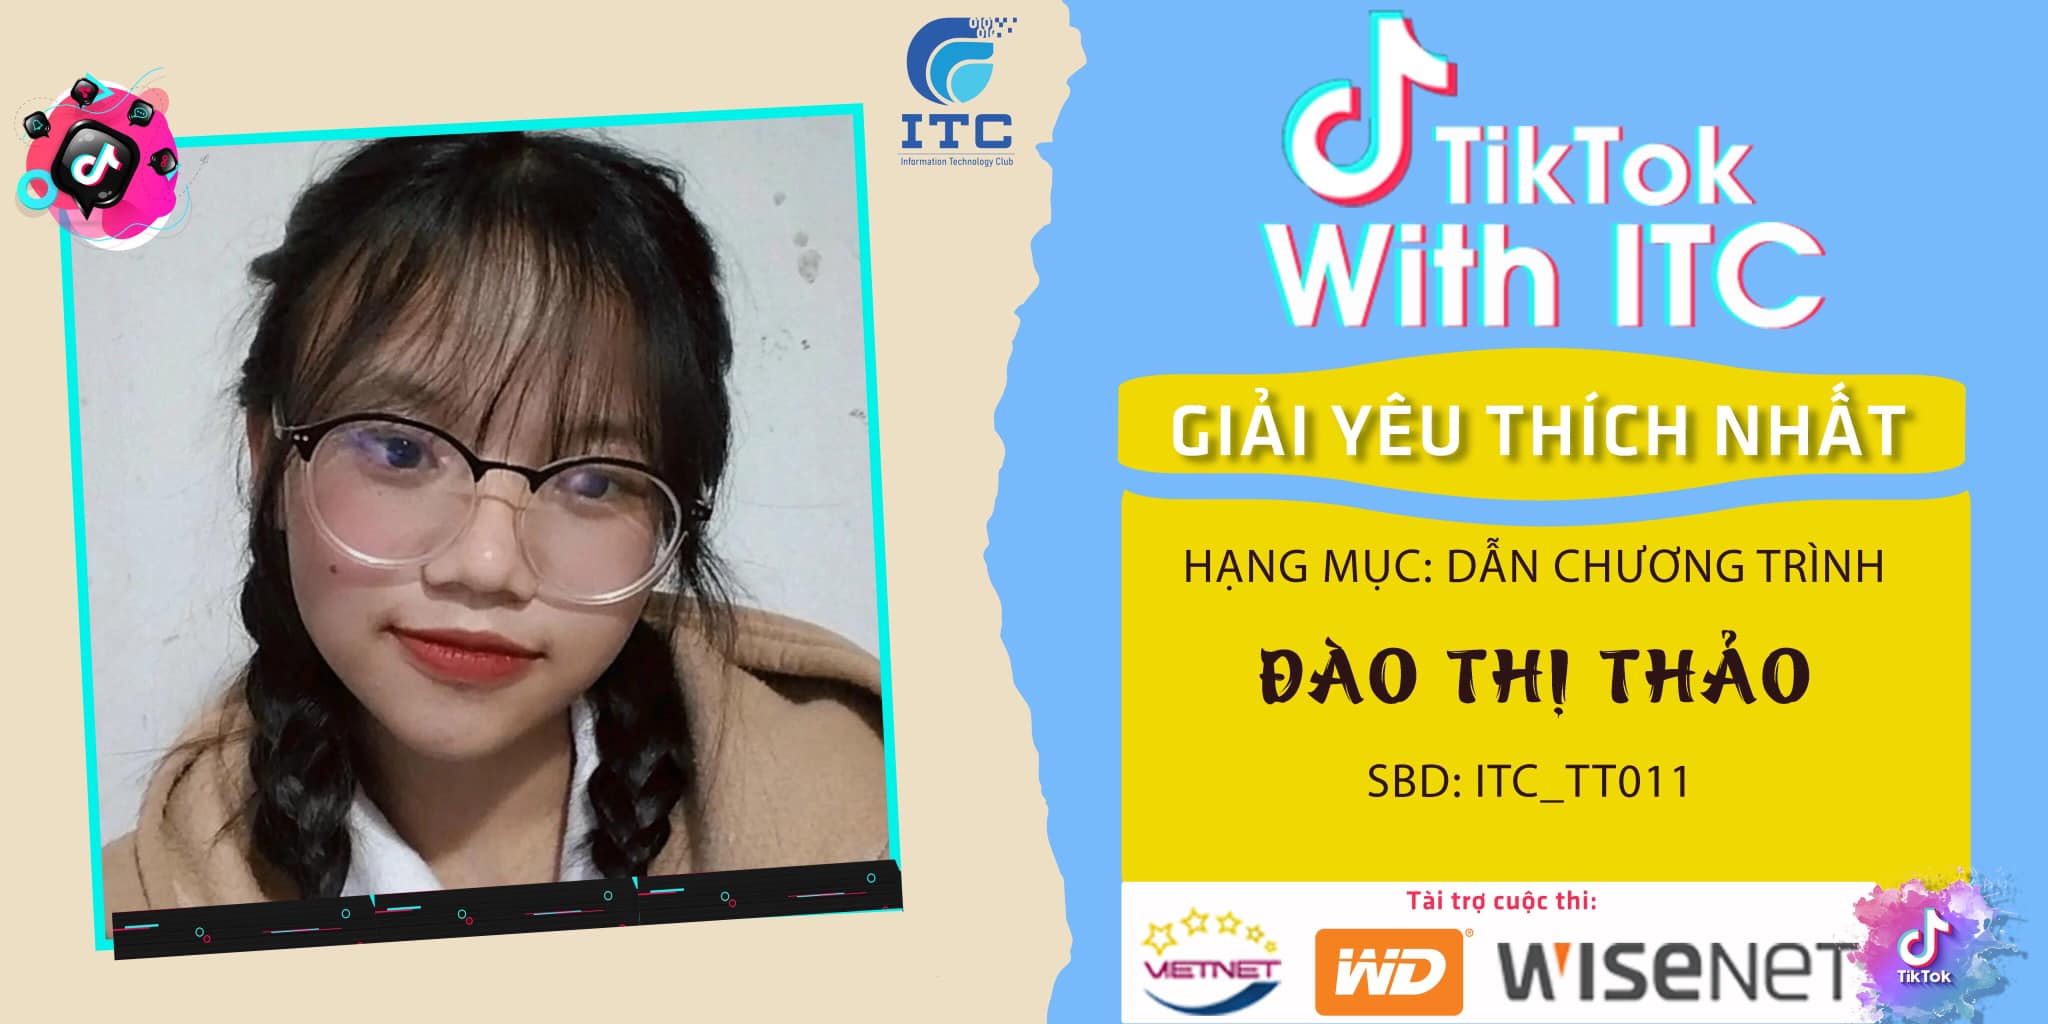 ITC
Information Technology Club
TikTok
With ITC
GIẢI YÊU THÍCH NHẤT
HẠNG MỤC: DẪN CHƯƠNG TRÌNH
ĐÀO THỊ THẢO
SBD: ITC_TT011
Tài trợ cuộc thi:
VIETNET
WD®
WISENET
TikTok